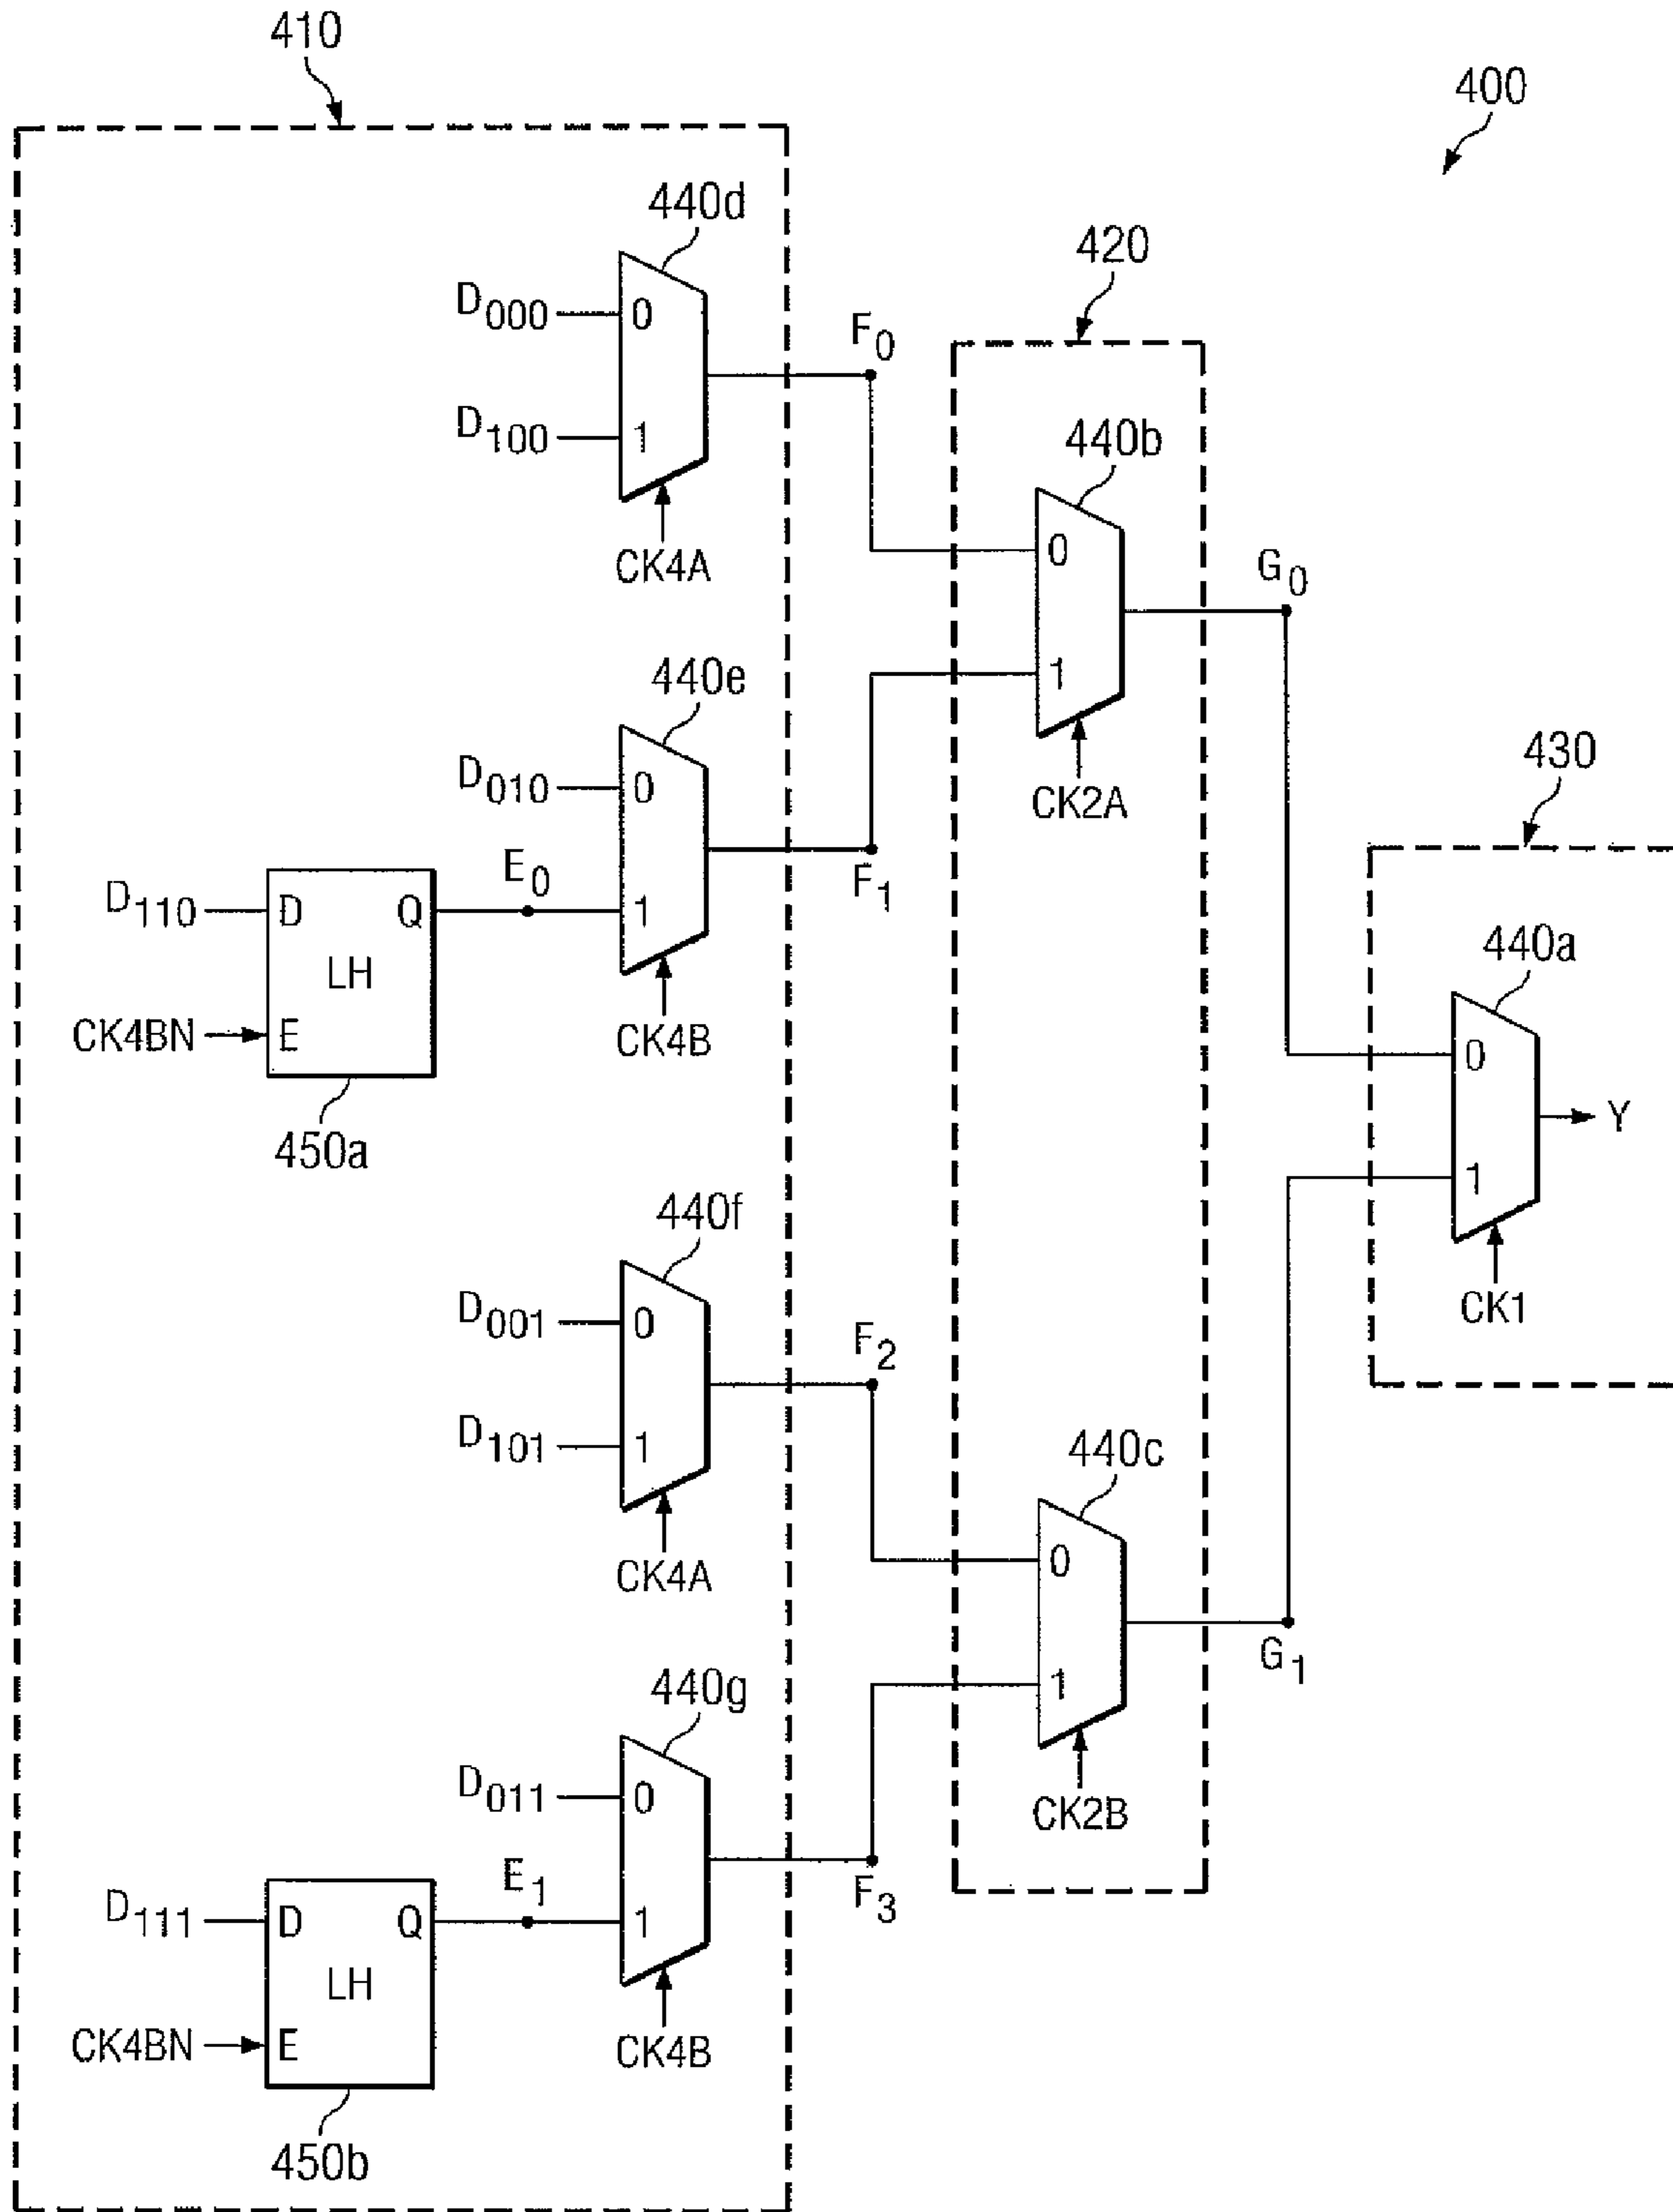 410
400
440d
D000
0
D100
1
CK4A
F0
420
440b
0
1
CK2A
G0
440e
D010
0
E0
1
CK4B
F1
D110
D
Q
LH
CK4BN
E
450a
430
440a
0
1
Y
CK1
440f
D001
0
D101
1
CK4A
F2
440c
0
1
CK2B
G1
440g
D011
0
E1
1
CK4B
F3
D111
D
Q
LH
CK4BN
E
450b